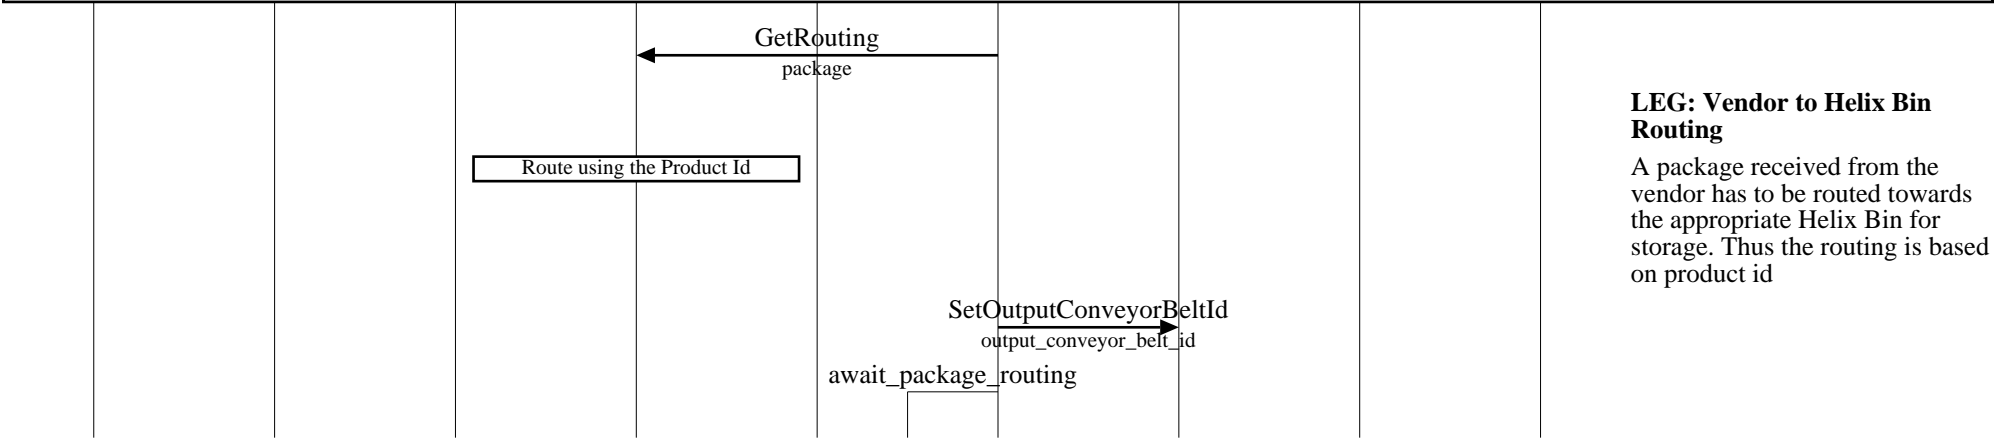 GetRouting
package
LEG: Vendor to Helix Bin
Routing
A package received from the
vendor has to be routed towards
the appropriate Helix Bin for
storage. Thus the routing is based
on product id
Route using the Product Id
SetOutputConveyorBeltId
output_conveyor_belt_id
await_package_routing